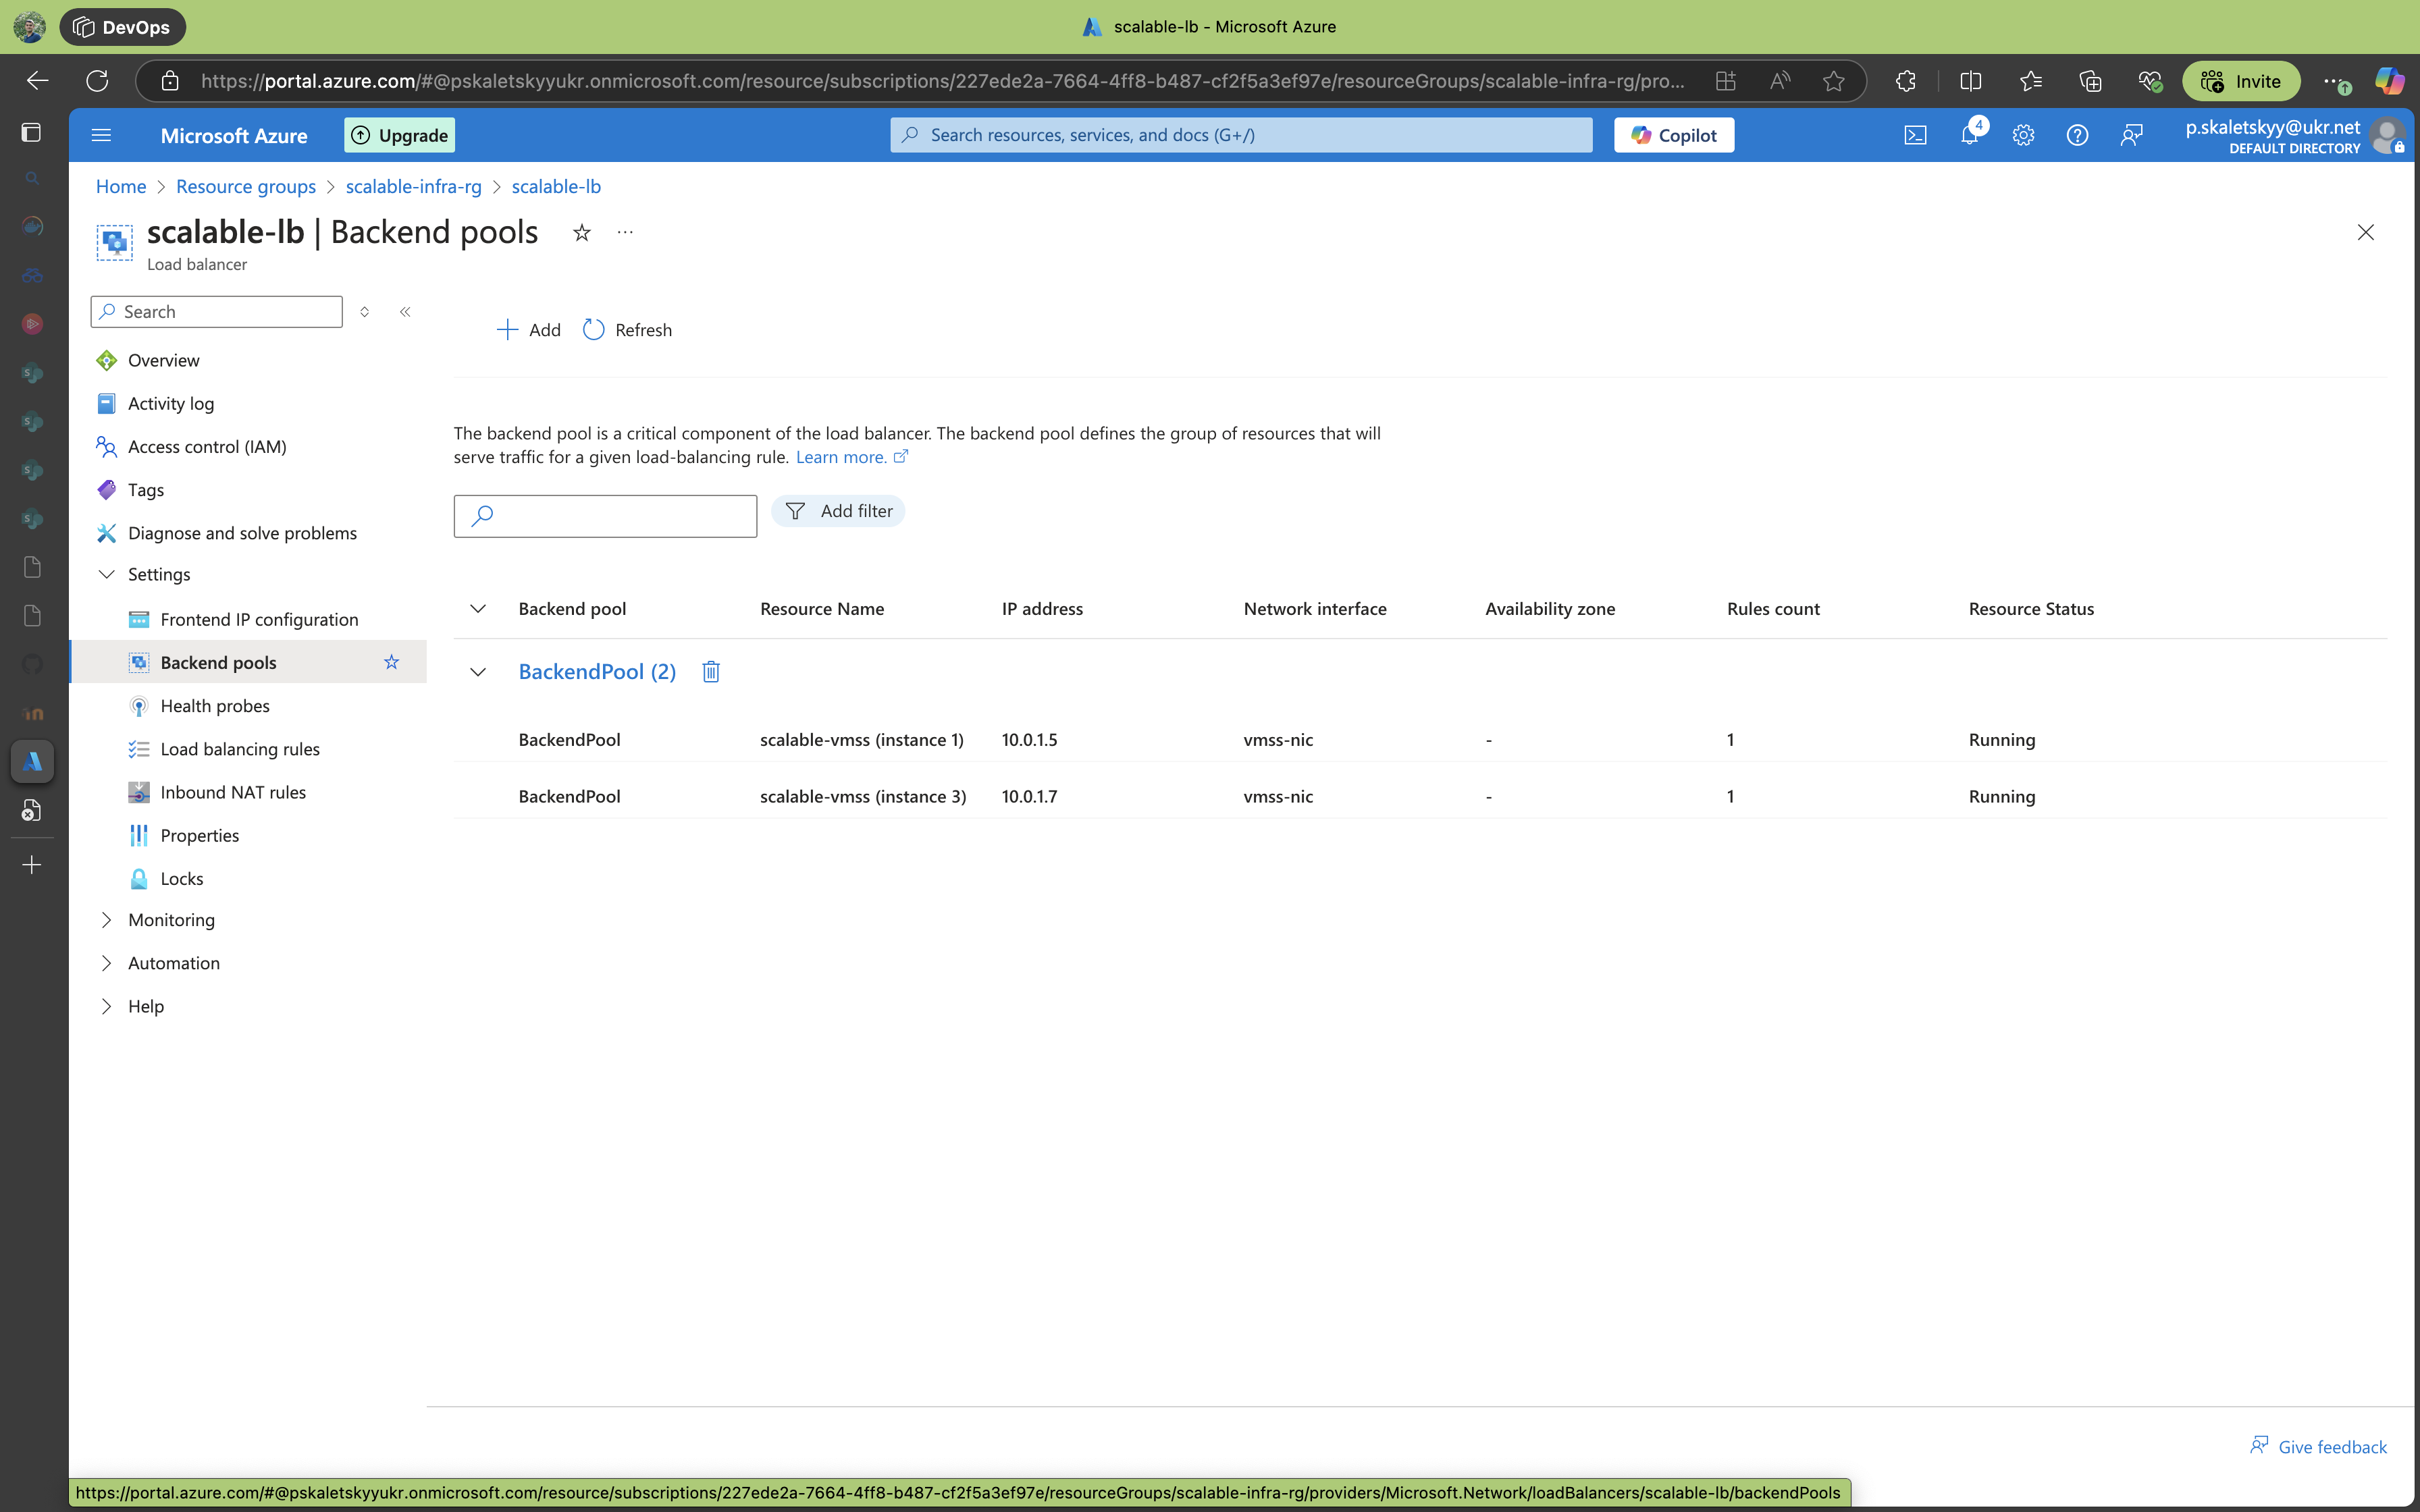 DevOps
scalable-lb - Microsoft Azure
https://portal.azure.com/#@pskaletskyyukr.onmicrosoft.com/resource/subscriptions/227ede2a-7664-4ff8-b487-cf2f5a3ef97e/resourceGroups/scalable-infra-rg/pro...
Invite
Microsoft Azure
Upgrade
Search resources, services, and docs (G+/)
Copilot
4
p.skaletskyy@ukr.net
DEFAULT DIRECTORY
Home > Resource groups > scalable-infra-rg > scalable-lb
scalable-lb | Backend pools
Load balancer
Search
Overview
Activity log
Access control (IAM)
Tags
Diagnose and solve problems
Settings
Frontend IP configuration
Backend pools
Health probes
Load balancing rules
Inbound NAT rules
Properties
Locks
Monitoring
Automation
Help
Add Refresh
The backend pool is a critical component of the load balancer. The backend pool defines the group of resources that will
serve traffic for a given load-balancing rule. Learn more.
Add filter
Backend pool Resource Name IP address Network interface Availability zone Rules count Resource Status
BackendPool (2)
BackendPool scalable-vmss (instance 1) 10.0.1.5 vmss-nic - 1 Running
BackendPool scalable-vmss (instance 3) 10.0.1.7 vmss-nic - 1 Running
Give feedback
https://portal.azure.com/#@pskaletskyyukr.onmicrosoft.com/resource/subscriptions/227ede2a-7664-4ff8-b487-cf2f5a3ef97e/resourceGroups/scalable-infra-rg/providers/Microsoft.Network/loadBalancers/scalable-lb/backendPools